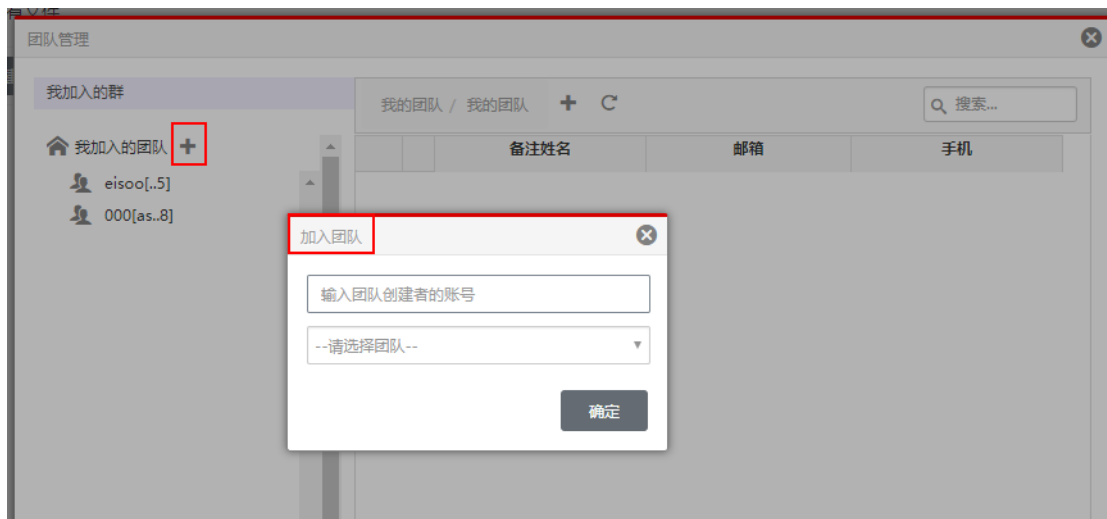 团队管理
我加入的群
我的团队 / 我的团队
搜索...
我加入的团队
备注姓名 邮箱 手机
eisoo[..5]
000[as..8]
加入团队
输入团队创建者的账号
--请选择团队--
确定